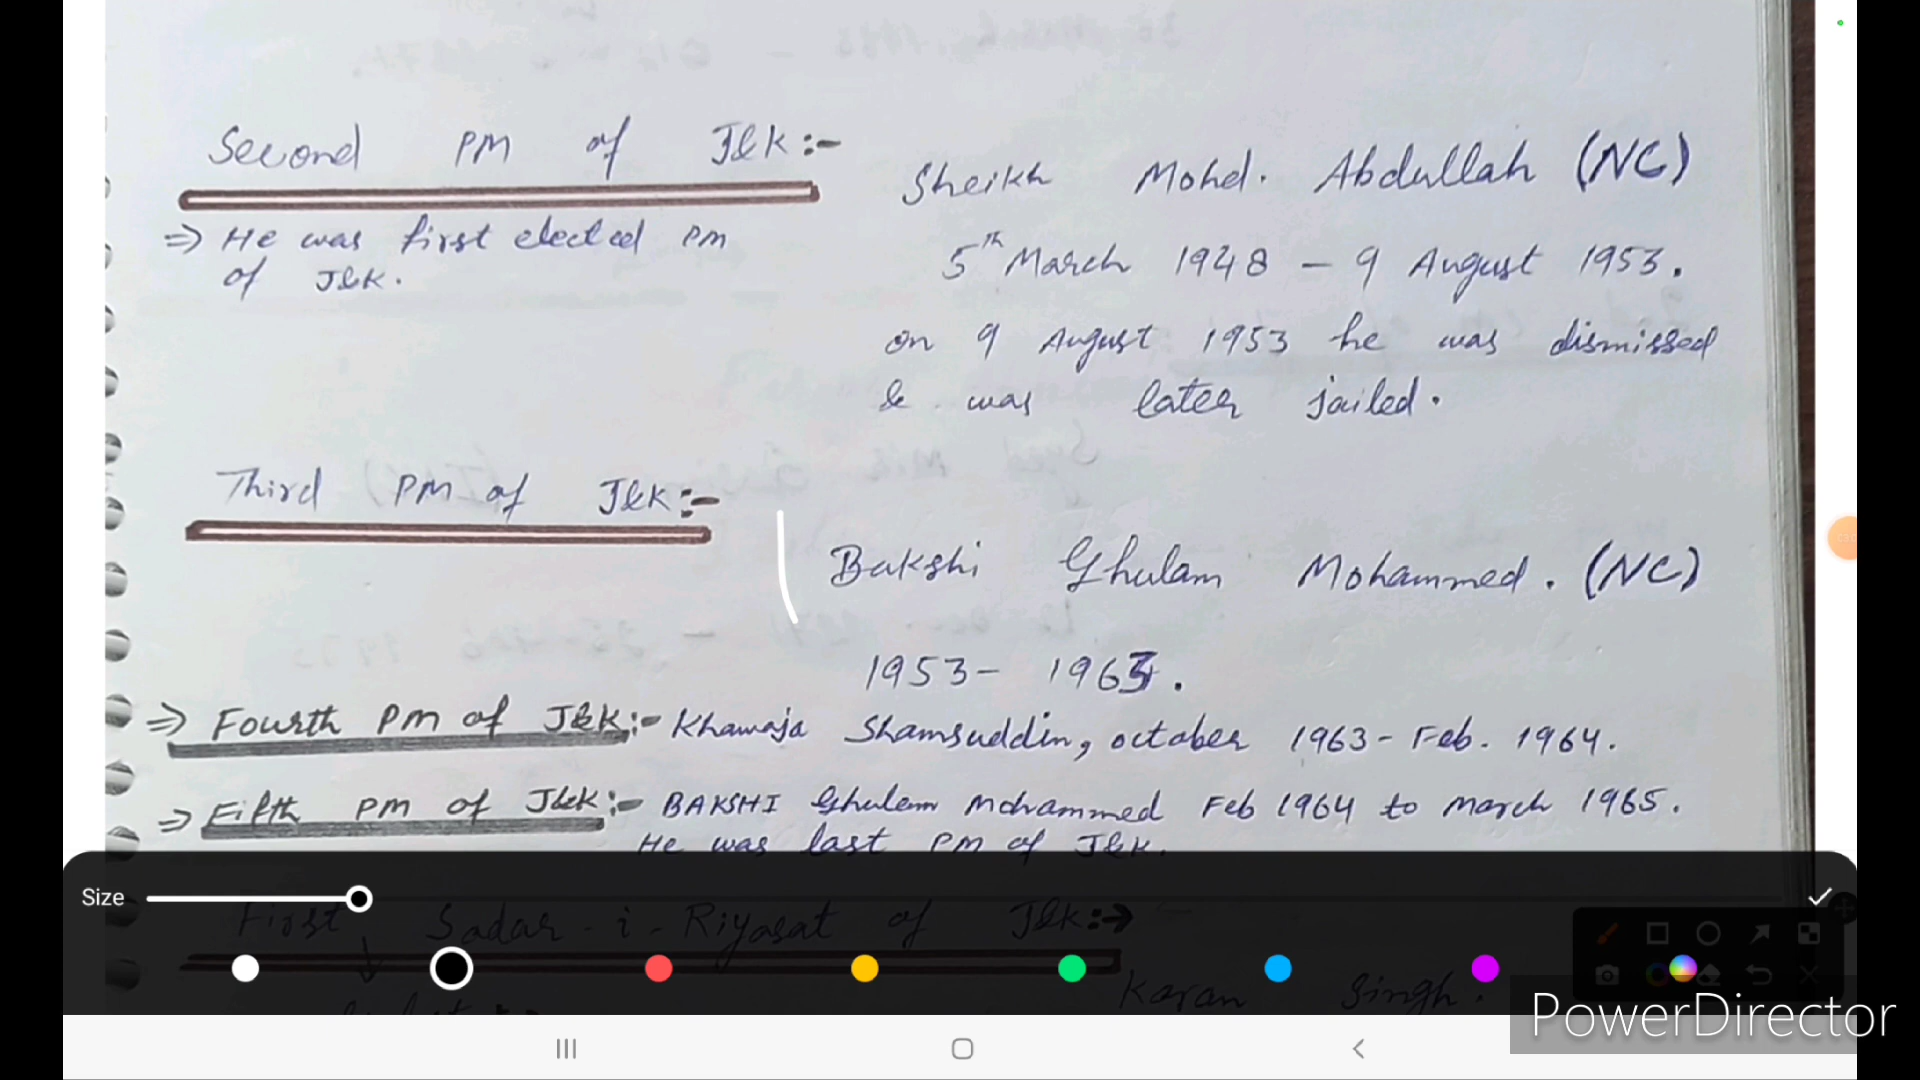 Second PM of J&K:-
Sheikh Mohd. Abdullah (NC)
=> He was first elected PM
of J&K.
5th March 1948 - 9 August 1953.
on 9 August 1953 he was dismissed
& was later jailed.
Third PM of J&K:-
Bakshi Ghulam Mohammed. (NC)
1953- 1963.
=> Fourth PM of J&K:- Khawaja Shamsuddin, october 1963- Feb. 1964.
=> Fifth PM of J&K:- BAKSHI Ghulam Mohammed Feb 1964 to March 1965.
He was last PM of J&K.
Size
First Sadar-i-Riyasat of J&K:→
Karan Singh.
PowerDirector